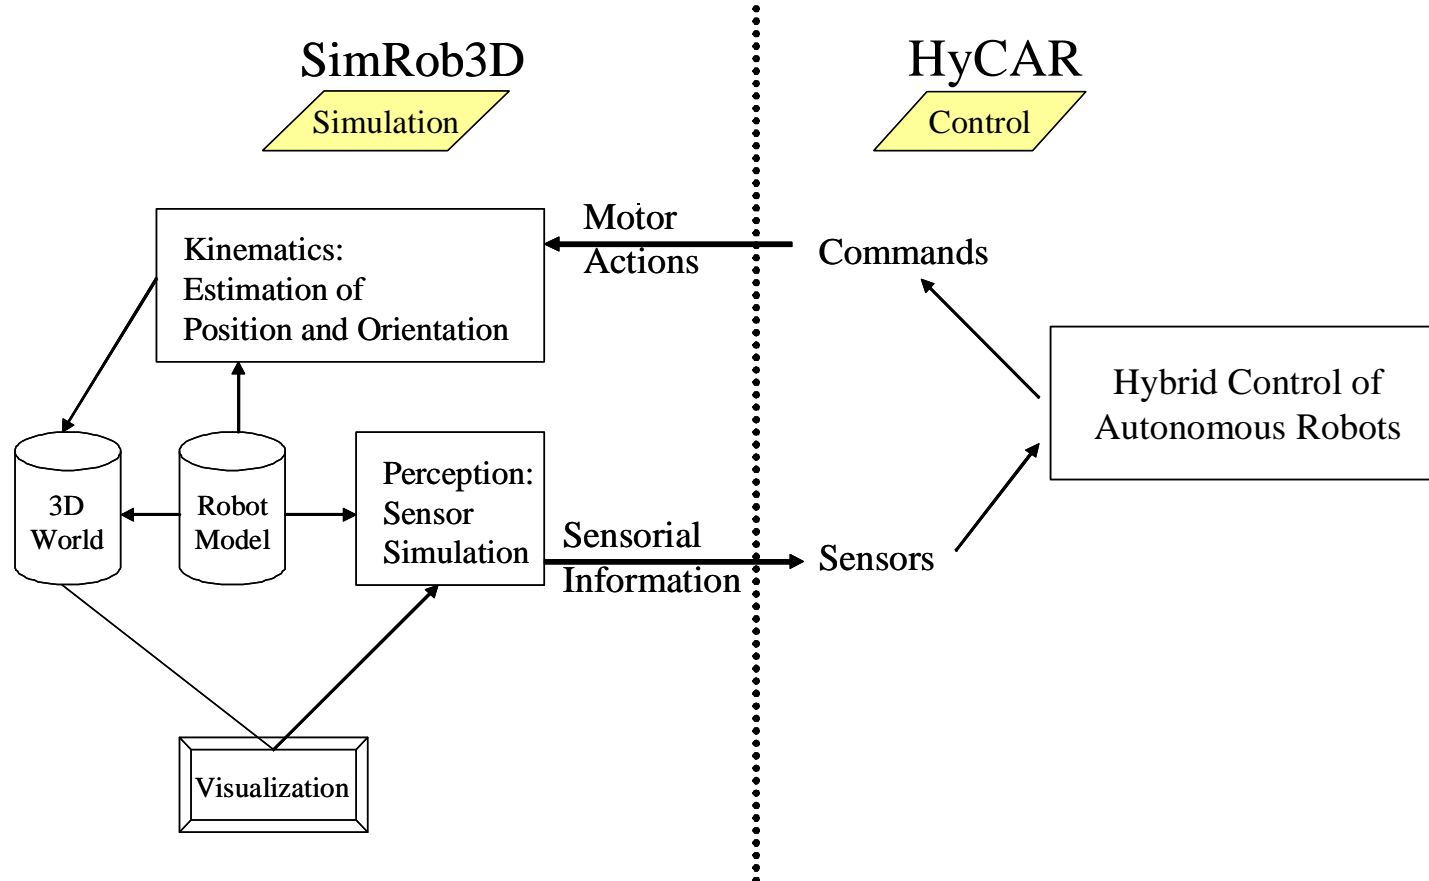 SimRob3D
Simulation
HyCAR
Control
Motor
Actions
Kinematics:
Estimation of
Position and Orientation
Commands
Hybrid Control of
Autonomous Robots
3D
World
Robot
Model
Perception:
Sensor
Simulation
Sensorial
Information
Sensors
Visualization